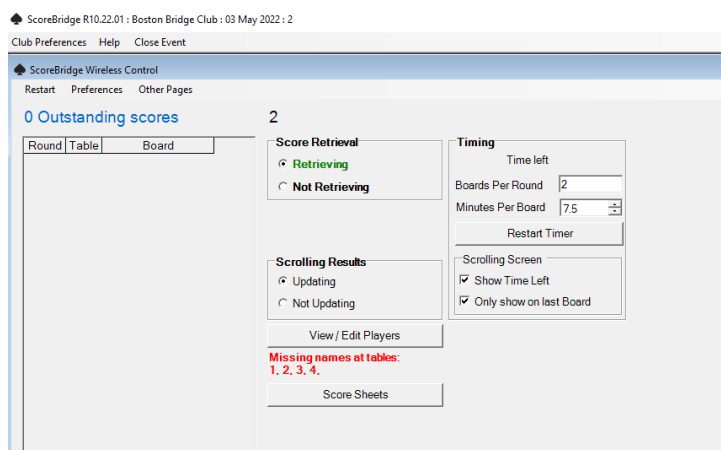 ScoreBridge R10.22.01 : Boston Bridge Club : 03 May 2022 : 2
Club Preferences Help Close Event
ScoreBridge Wireless Control
Restart Preferences Other Pages
0 Outstanding scores
Round Table Board
2
Score Retrieval
Retrieving
Not Retrieving
Timing
Time left
Boards Per Round 2
Minutes Per Board 7.5
Restart Timer
Scrolling Results
Updating
Not Updating
Scrolling Screen
Show Time Left
Only show on last Board
View / Edit Players
Missing names at tables:
1, 2, 3, 4,
Score Sheets